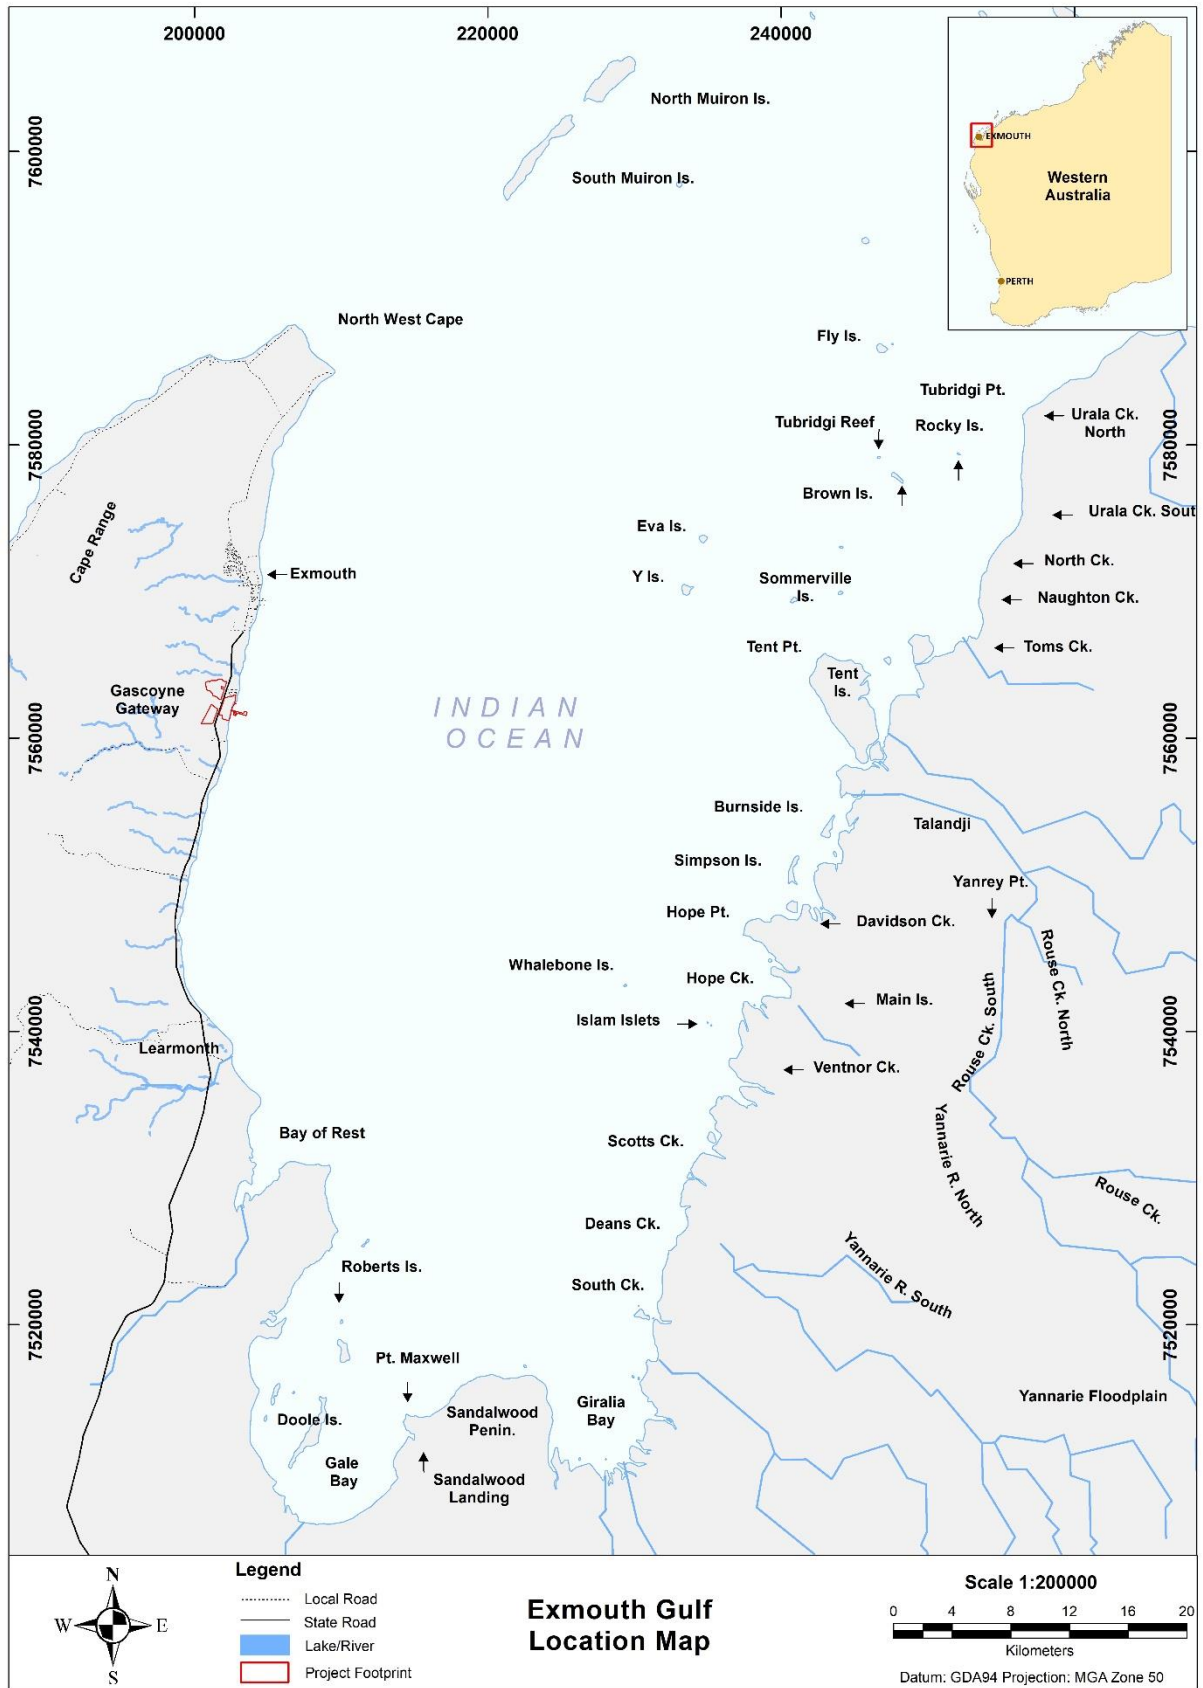 200000
220000
240000
EXMOUTH
Western
Australia
PERTH
North Muiron Is.
7600000
7600000
South Muiron Is.
North West Cape
Fly Is.
Tubridgi Pt.
Tubridgi Reef
Rocky Is.
Urala Ck.
North
7580000
7580000
Brown Is.
Urala Ck. Sout
Cape Range
Eva Is.
Exmouth
Y Is.
Sommerville
Is.
North Ck.
Naughton Ck.
Tent Pt.
Toms Ck.
Tent
Is.
Gascoyne
Gateway
INDIAN
OCEAN
7560000
7560000
Burnside Is.
Talandji
Simpson Is.
Yanrey Pt.
Hope Pt.
Davidson Ck.
Rouse Ck. North
Whalebone Is.
Hope Ck.
Main Is.
Rouse Ck. South
Islam Islets
7540000
7540000
Learmonth
Ventnor Ck.
Bay of Rest
Scotts Ck.
Yannarie R. North
Rouse Ck.
Deans Ck.
Roberts Is.
South Ck.
Yannarie R. South
7520000
7520000
Pt. Maxwell
Yannarie Floodplain
Doole Is.
Sandalwood
Penin.
Giralia
Bay
Gale
Bay
Sandalwood
Landing
N
W
E
S
Legend
Local Road
State Road
Lake/River
Project Footprint
Exmouth Gulf
Location Map
Scale 1:200000
0 4 8 12 16 20
Kilometers
Datum: GDA94 Projection: MGA Zone 50